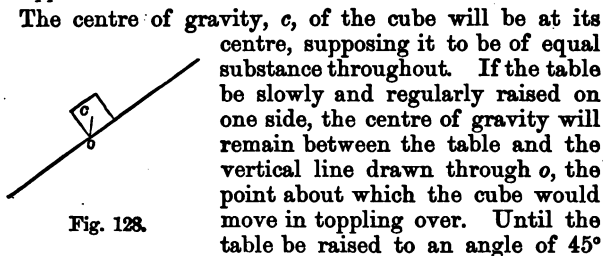 The centre of gravity, c, of the cube will be at its
centre, supposing it to be of equal
substance throughout. If the table
be slowly and regularly raised on
one side, the centre of gravity will
remain between the table and the
vertical line drawn through o, the
point about which the cube would
move in toppling over. Until the
table be raised to an angle of 45°
c
o
Fig. 128.